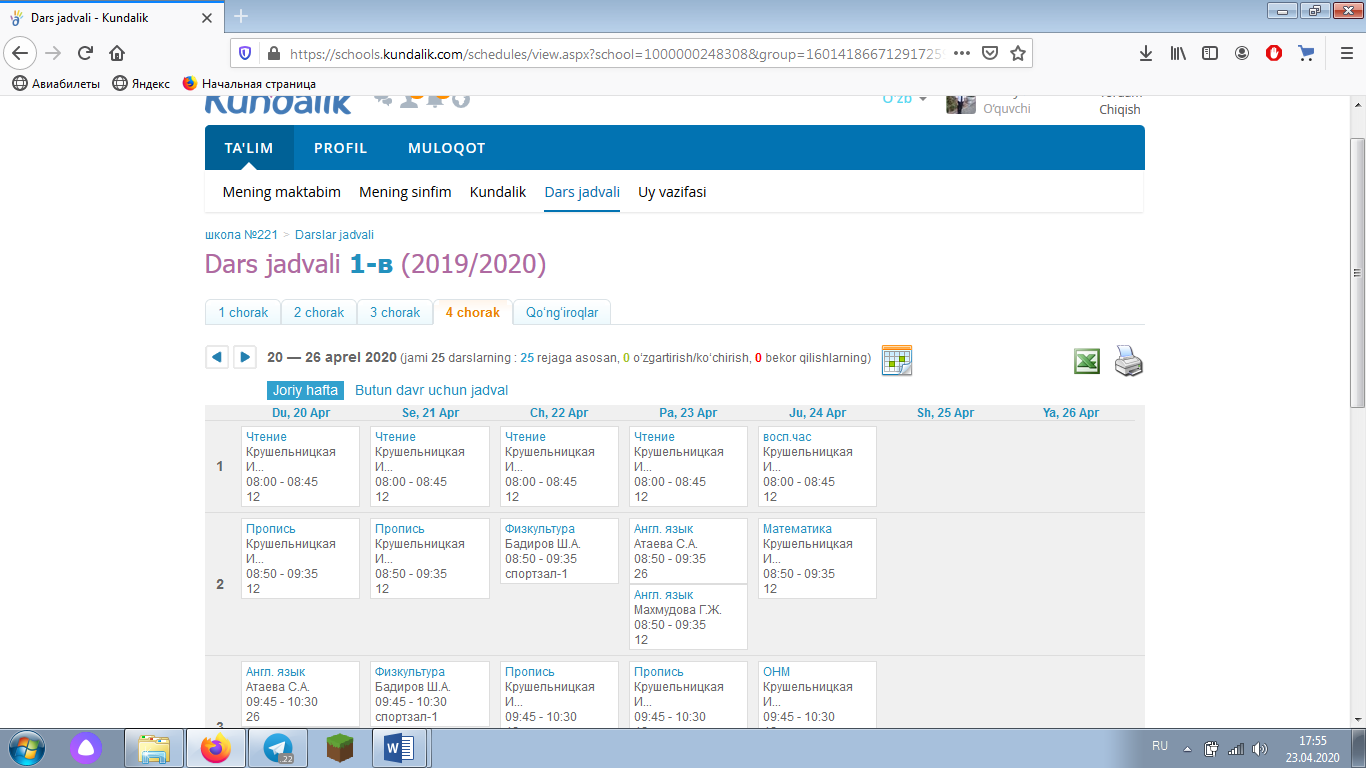 Dars jadvali - Kundalik
https://schools.kundalik.com/schedules/view.aspx?school=1000000248308&group=160141866712917259
Авиабилеты Яндекс Начальная страница
Kundalik
O'zb
O'quvchi
Chiqish
TA'LIM PROFIL MULOQOT
Mening maktabim Mening sinfim Kundalik Dars jadvali Uy vazifasi
школа №221 > Darslar jadvali
Dars jadvali 1-в (2019/2020)
1 chorak 2 chorak 3 chorak 4 chorak Qo'ng'iroqlar
20 — 26 aprel 2020 (jami 25 darslarning : 25 rejaga asosan, 0 o'zgartirish/ko'chirish, 0 bekor qilishlarning)
Joriy hafta Butun davr uchun jadval
Du, 20 Apr Se, 21 Apr Ch, 22 Apr Pa, 23 Apr Ju, 24 Apr Sh, 25 Apr Ya, 26 Apr
1
Чтение
Крушельницкая
И...
08:00 - 08:45
12
Чтение
Крушельницкая
И...
08:00 - 08:45
12
Чтение
Крушельницкая
И...
08:00 - 08:45
12
Чтение
Крушельницкая
И...
08:00 - 08:45
12
восп.час
Крушельницкая
И...
08:00 - 08:45
12
2
Пропись
Крушельницкая
И...
08:50 - 09:35
12
Пропись
Крушельницкая
И...
08:50 - 09:35
12
Физкультура
Бадиров Ш.А.
08:50 - 09:35
спортзал-1
Англ. язык
Атаева С.А.
08:50 - 09:35
26
Англ. язык
Махмудова Г.Ж.
08:50 - 09:35
12
Математика
Крушельницкая
И...
08:50 - 09:35
12
3
Англ. язык
Атаева С.А.
09:45 - 10:30
26
Физкультура
Бадиров Ш.А.
09:45 - 10:30
спортзал-1
Пропись
Крушельницкая
И...
09:45 - 10:30
Пропись
Крушельницкая
И...
09:45 - 10:30
ОНМ
Крушельницкая
И...
09:45 - 10:30
.22
RU
17:55
23.04.2020